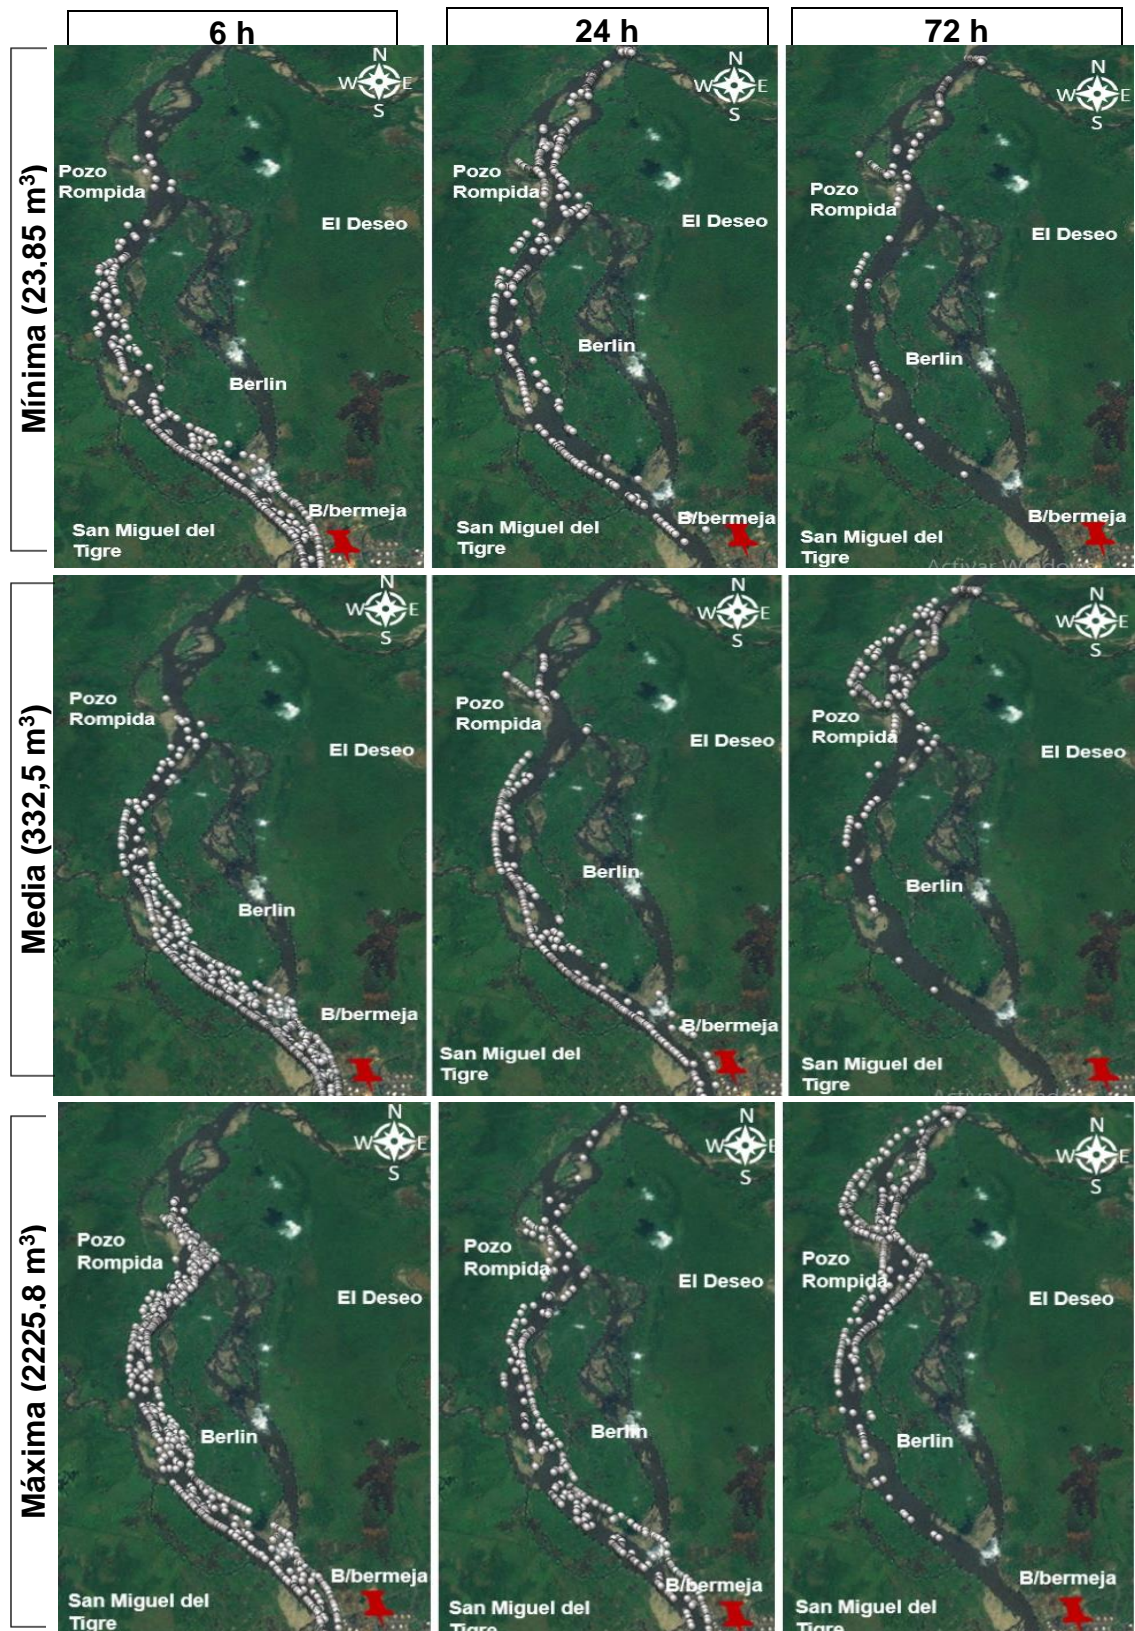 6 h
24 h
72 h
Mínima (23,85 m³)
N
W E
S
Pozo
Rompida
El Deseo
Berlin
B/bermeja
San Miguel del
Tigre
N
W E
S
Pozo
Rompida
El Deseo
Berlin
B/bermeja
San Miguel del
Tigre
N
W E
S
Pozo
Rompida
El Deseo
Berlin
B/bermeja
San Miguel del
Tigre
Activar Windows
Media (332,5 m³)
N
W E
S
Pozo
Rompida
El Deseo
Berlin
B/bermeja
N
W E
S
Pozo
Rompida
El Deseo
Berlin
B/bermeja
San Miguel del
Tigre
N
W E
S
Pozo
Rompida
El Deseo
Berlin
San Miguel del
Tigre
Máxima (2225,8 m³)
N
W E
S
Pozo
Rompida
El Deseo
Berlin
B/bermeja
San Miguel del
Tigre
N
W E
S
Pozo
Rompida
El Deseo
Berlin
B/bermeja
San Miguel del
Tigre
N
W E
S
Pozo
Rompida
El Deseo
Berlin
B/bermeja
San Miguel del
Tigre